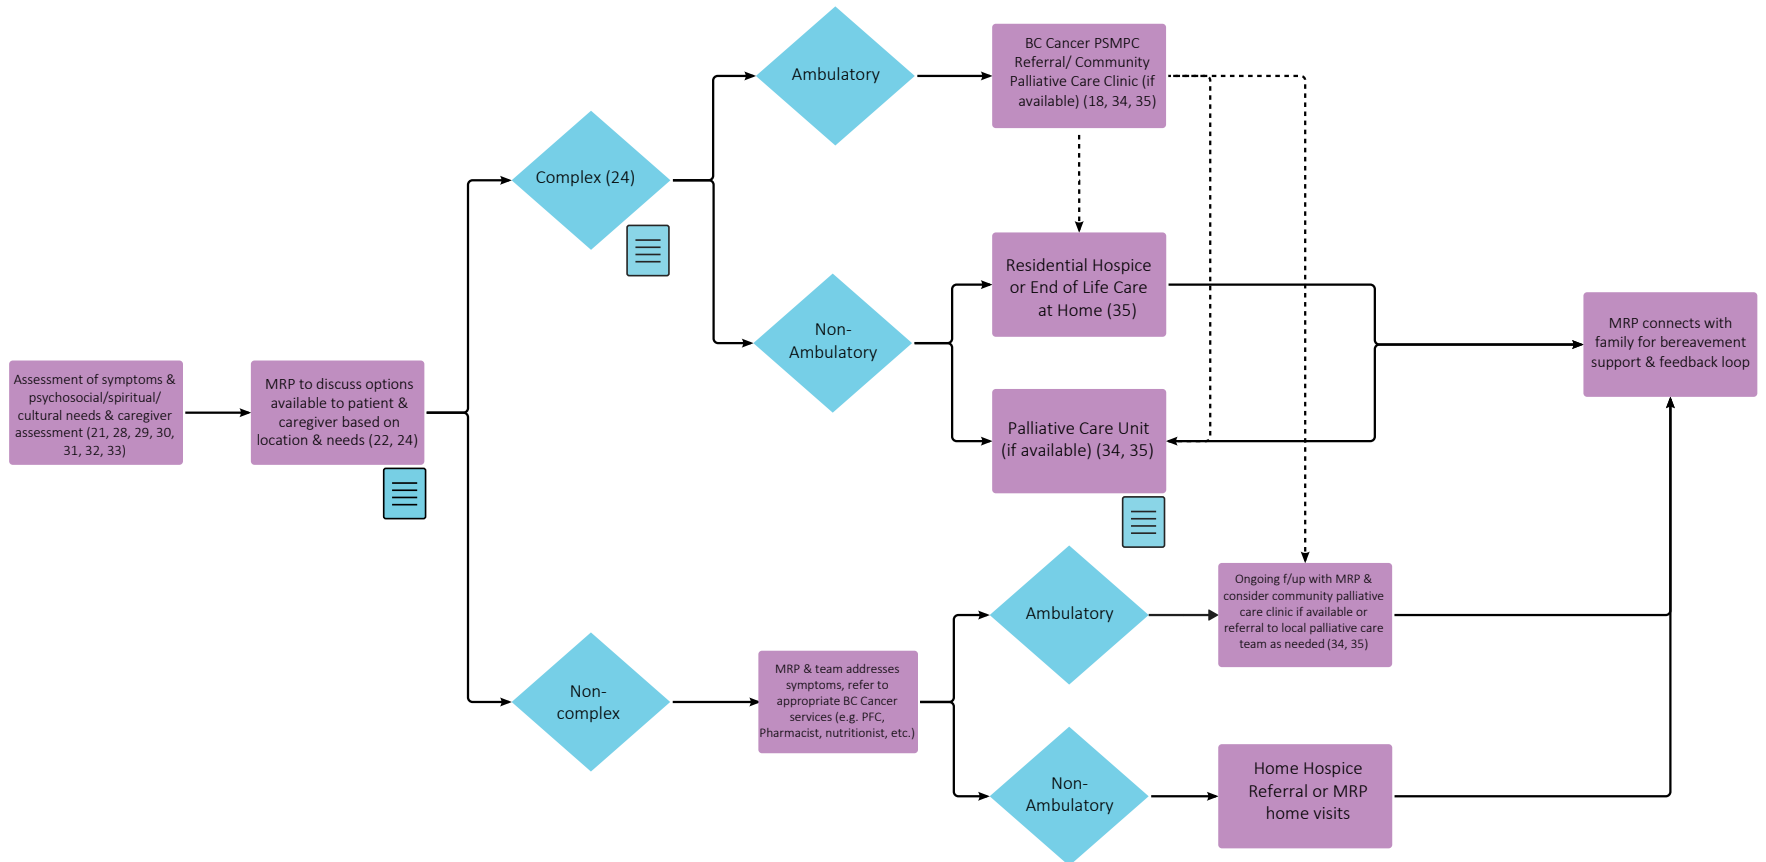 Assessment of symptoms &
psychosocial/spiritual/
cultural needs & caregiver
assessment (21, 28, 29, 30,
31, 32, 33)
MRP to discuss options
available to patient &
caregiver based on
location & needs (22, 24)
Complex (24)
Ambulatory
BC Cancer PSMPC
Referral/ Community
Palliative Care Clinic (if
available) (18, 34, 35)
Non-
Ambulatory
Residential Hospice
or End of Life Care
at Home (35)
Palliative Care Unit
(if available) (34, 35)
MRP connects with
family for bereavement
support & feedback loop
Non-
complex
MRP & team addresses
symptoms, refer to
appropriate BC Cancer
services (e.g. PFC,
Pharmacist, nutritionist, etc.)
Ambulatory
Ongoing f/up with MRP &
consider community palliative
care clinic if available or
referral to local palliative care
team as needed (34, 35)
Non-
Ambulatory
Home Hospice
Referral or MRP
home visits